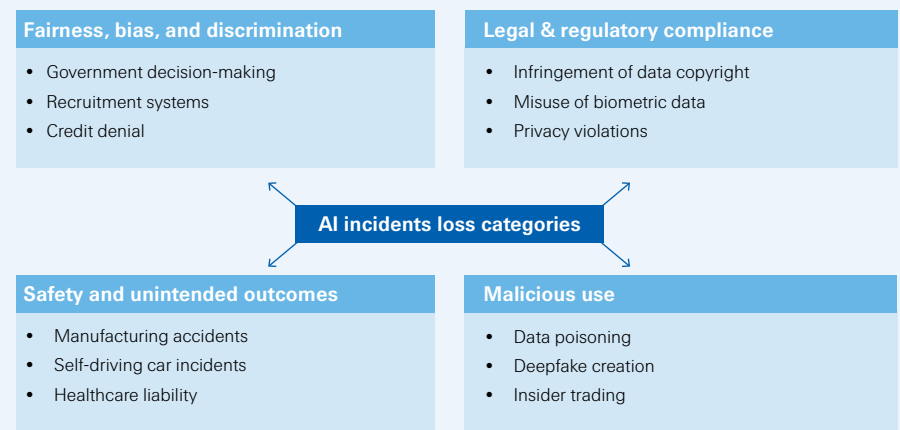 Fairness, bias, and discrimination
• Government decision-making
• Recruitment systems
• Credit denial
Legal & regulatory compliance
• Infringement of data copyright
• Misuse of biometric data
• Privacy violations
AI incidents loss categories
Safety and unintended outcomes
• Manufacturing accidents
• Self-driving car incidents
• Healthcare liability
Malicious use
• Data poisoning
• Deepfake creation
• Insider trading